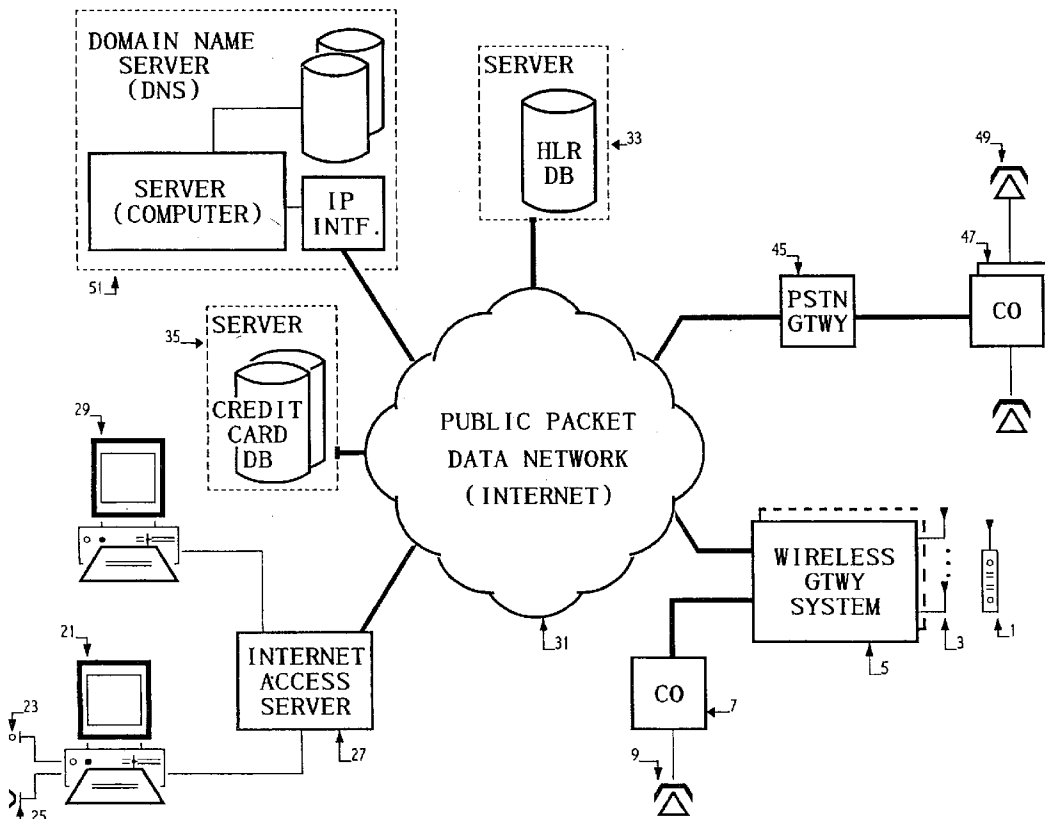 DOMAIN NAME
SERVER
(DNS)
SERVER
(COMPUTER)
IP
INTF.
51
SERVER
HLR
DB
33
49
47
45
PSTN
GTWY
CO
35
SERVER
CREDIT
CARD
DB
PUBLIC PACKET
DATA NETWORK
(INTERNET)
29
WIRELESS
GTWY
SYSTEM
31
5
3
1
21
INTERNET
ACCESS
SERVER
27
CO
7
23
9
25